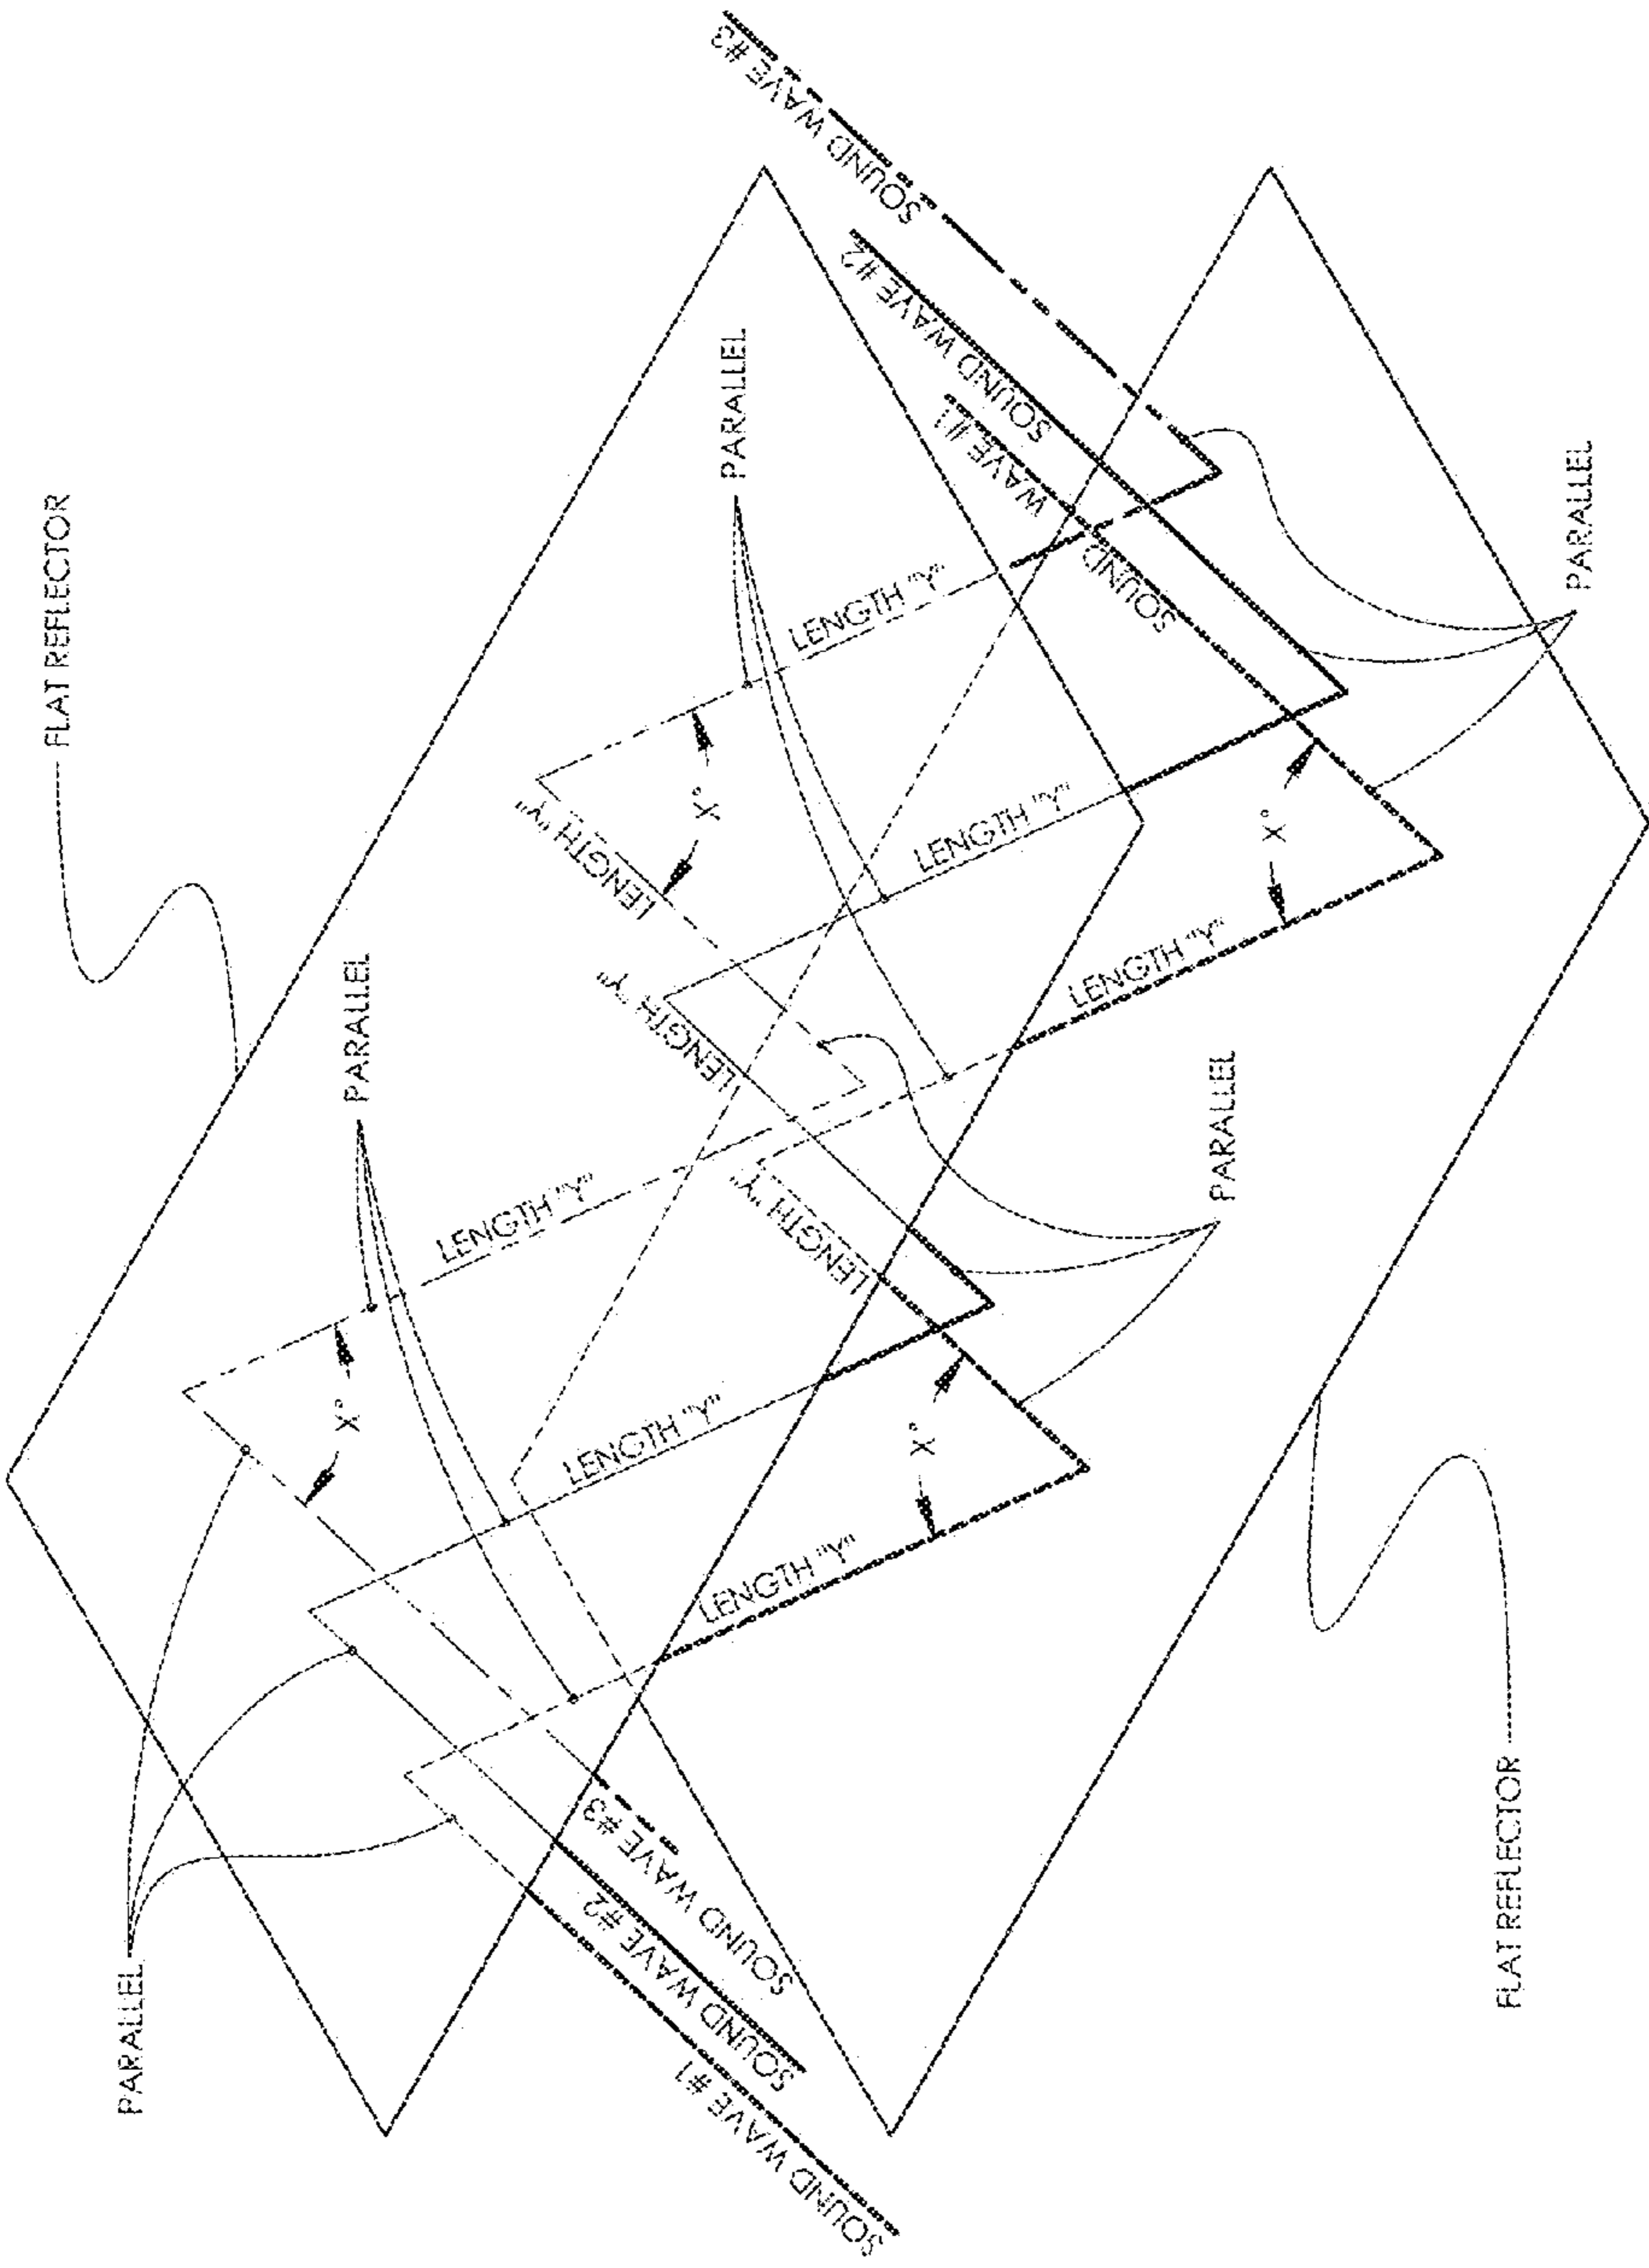 FLAT REFLECTOR
PARALLEL
PARALLEL
PARALLEL
SOUND WAVE #3
SOUND WAVE #2
SOUND WAVE #1
LENGTH "Y"
LENGTH "Y"
LENGTH "Y"
LENGTH "Y"
LENGTH "Y"
LENGTH "Y"
LENGTH "Y"
LENGTH "Y"
LENGTH "Y"
X°
X°
X°
X°
SOUND WAVE #1
SOUND WAVE #2
SOUND WAVE #3
PARALLEL
PARALLEL
FLAT REFLECTOR